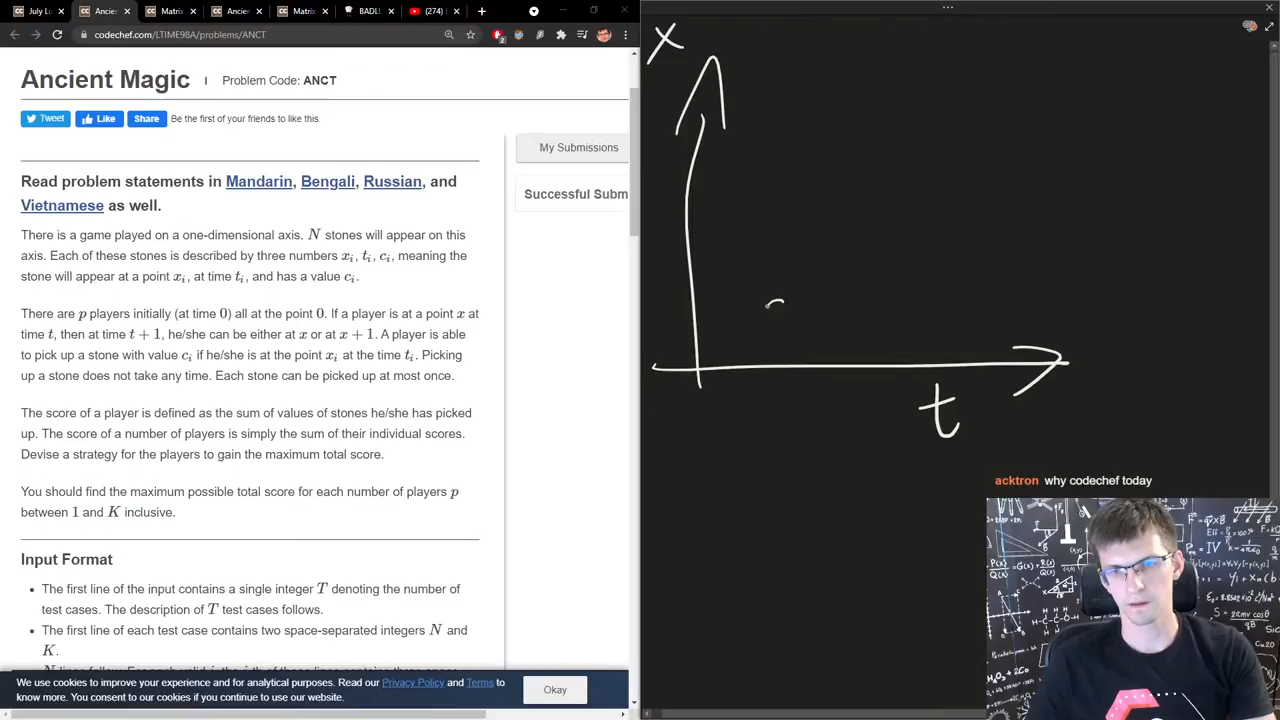 July Lu
Ancier
Matrix
Ancier
Matrix
BADLL
(274)
codechef.com/LTIME98A/problems/ANCT
Ancient Magic | Problem Code: ANCT
Tweet Like Share Be the first of your friends to like this.
My Submissions
Successful Subm
Read problem statements in Mandarin, Bengali, Russian, and
Vietnamese as well.
There is a game played on a one-dimensional axis. N stones will appear on this
axis. Each of these stones is described by three numbers xi, ti, ci, meaning the
stone will appear at a point xi, at time ti, and has a value ci.
There are p players initially (at time 0) all at the point 0. If a player is at a point x at
time t, then at time t + 1, he/she can be either at x or at x + 1. A player is able
to pick up a stone with value ci if he/she is at the point xi at the time ti. Picking
up a stone does not take any time. Each stone can be picked up at most once.
The score of a player is defined as the sum of values of stones he/she has picked
up. The score of a number of players is simply the sum of their individual scores.
Devise a strategy for the players to gain the maximum total score.
You should find the maximum possible total score for each number of players p
between 1 and K inclusive.
Input Format
• The first line of the input contains a single integer T denoting the number of
test cases. The description of T test cases follows.
• The first line of each test case contains two space-separated integers N and
K.
We use cookies to improve your experience and for analytical purposes. Read our Privacy Policy and Terms to
know more. You consent to our cookies if you continue to use our website.
Okay
x
t
acktron why codechef today